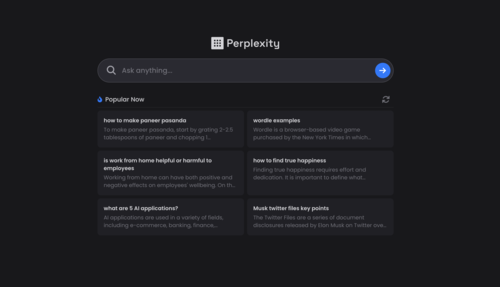 Perplexity
Ask anything...
Popular Now
how to make paneer pasanda
To make paneer pasanda, start by grating 2-2.5
tablespoons of paneer and chopping 1...
wordle examples
Wordle is a browser-based video game
purchased by the New York Times in which...
is work from home helpful or harmful to
employees
Working from home can have both positive and
negative effects on employees' wellbeing. On th...
how to find true happiness
Finding true happiness requires effort and
dedication. It is important to define what...
what are 5 AI applications?
AI applications are used in a variety of fields,
including e-commerce, banking, finance,...
Musk twitter files key points
The Twitter Files are a series of document
disclosures released by Elon Musk on Twitter ove...